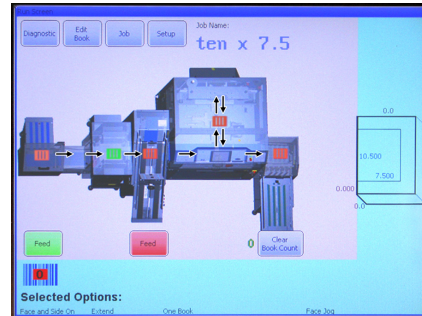 Diagnostic
Edit Book
Job
Setup
Job Name:
ten x 7.5
0.0
10.500
7.500
0.000
0.0
Feed
Feed
0
Clear Book Count
0
Selected Options:
Face and Side On Extend One Book Face Jog